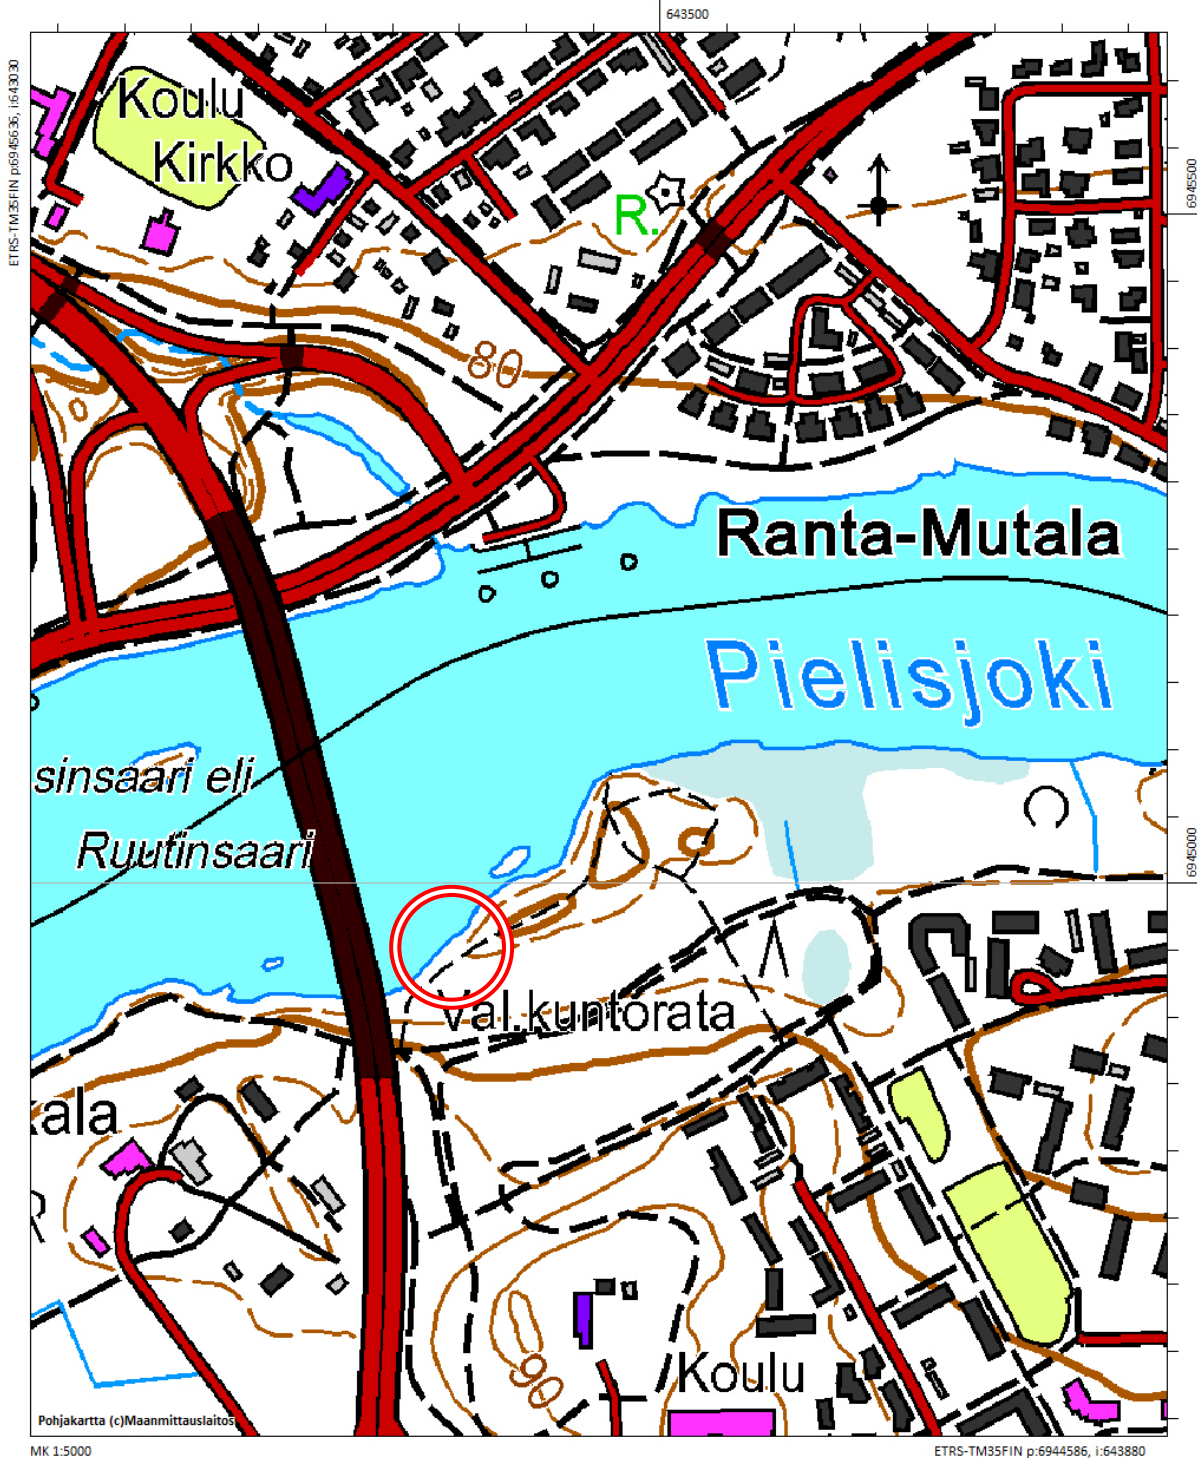 643500
ETRS-TM35FIN p:6945636, i:643030
Koulu
Kirkko
6945500
R.
80
Ranta-Mutala
Pielisjoki
sinsaari eli
Ruutinsaari
6945000
Val.kuntorata
kala
90
Koulu
Pohjakartta (c)Maanmittauslaitos
MK 1:5000
ETRS-TM35FIN p:6944586, i:643880